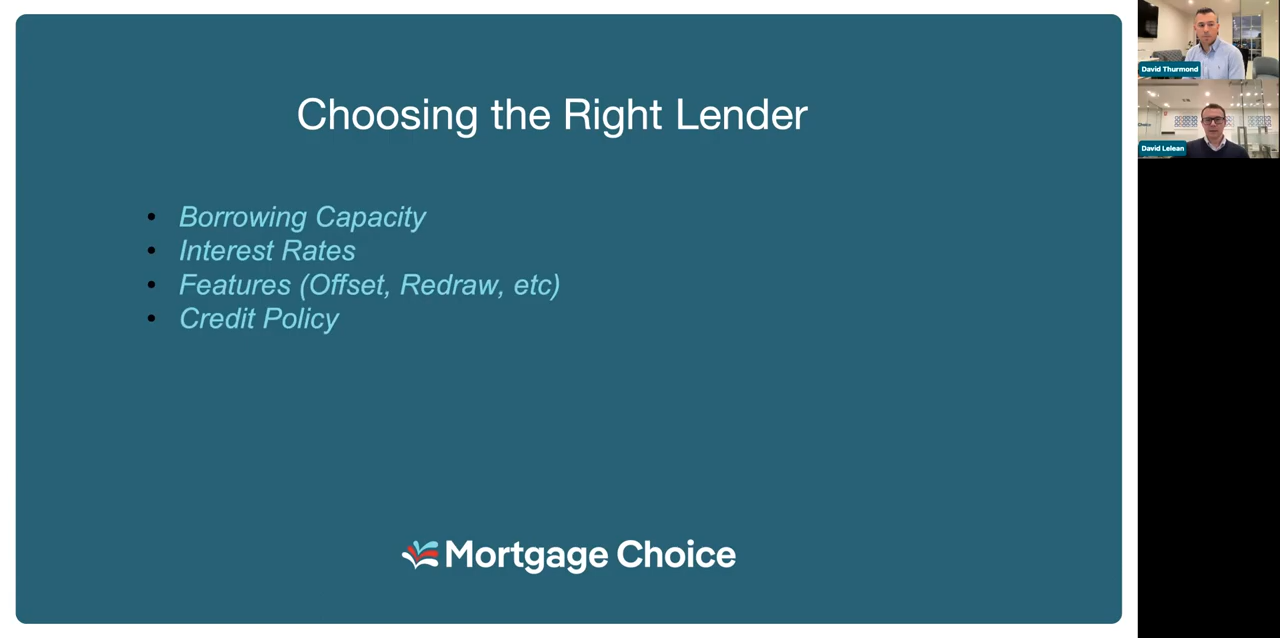 Choosing the Right Lender
• Borrowing Capacity
• Interest Rates
• Features (Offset, Redraw, etc)
• Credit Policy
Mortgage Choice
David Thurmond
David Lelean